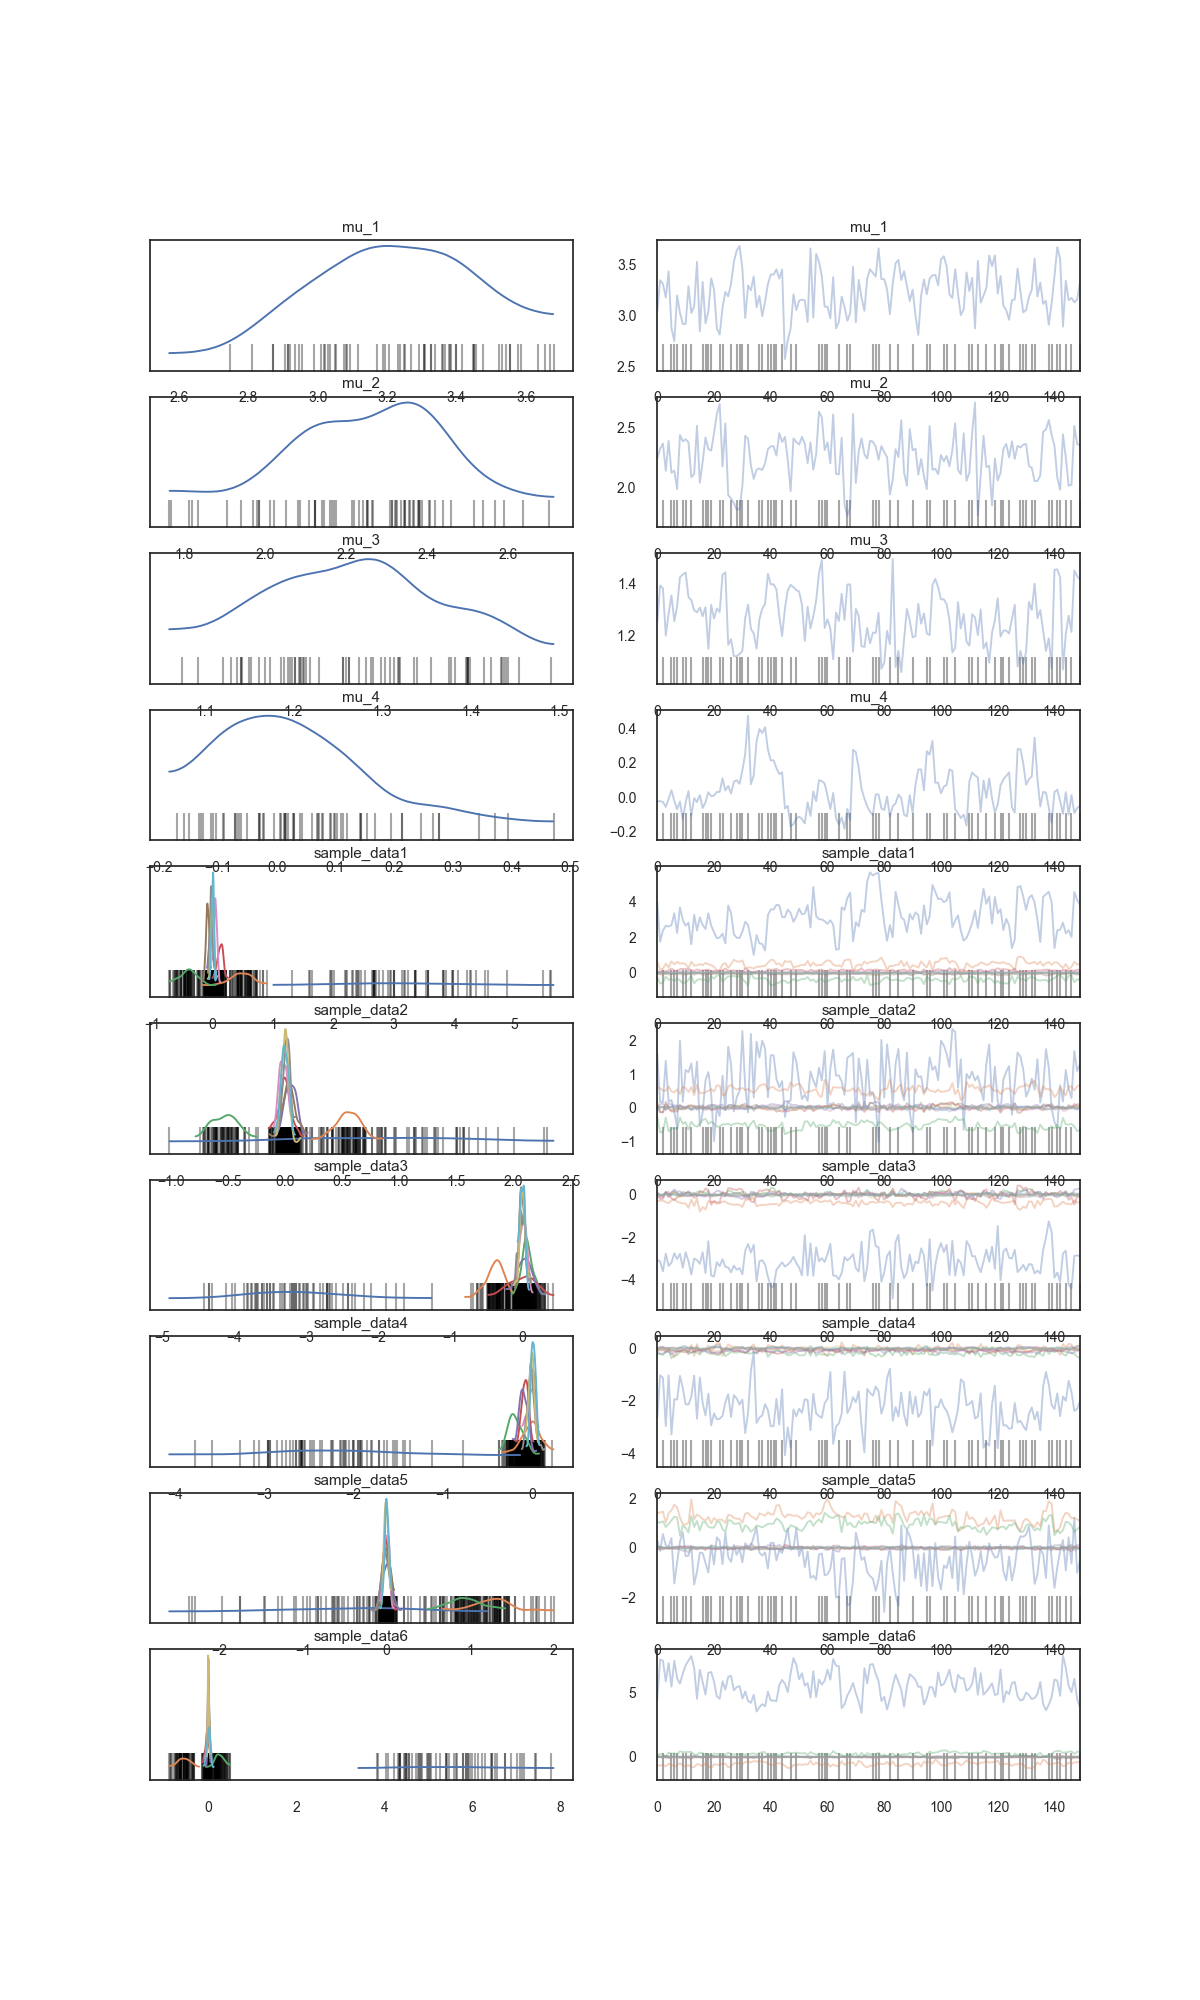 mu_1 mu_1
3.5
3.0
2.5
mu_2 mu_2
2.6 2.8 3.0 3.2 3.4 3.6 0 20 40 60 80 100 120 140
2.5
2.0
mu_3 mu_3
1.8 2.0 2.2 2.4 2.6 0 20 40 60 80 100 120 140
1.4
1.2
mu_4 mu_4
1.1 1.2 1.3 1.4 1.5 0 20 40 60 80 100 120 140
0.4
0.2
0.0
−0.2
sample_data1 sample_data1
−0.2 −0.1 0.0 0.1 0.2 0.3 0.4 0.5 0 20 40 60 80 100 120 140
4
2
0
sample_data2 sample_data2
−1 0 1 2 3 4 5 0 20 40 60 80 100 120 140
2
1
0
−1
sample_data3 sample_data3
−1.0 −0.5 0.0 0.5 1.0 1.5 2.0 2.5 0 20 40 60 80 100 120 140
0
−2
−4
sample_data4 sample_data4
−5 −4 −3 −2 −1 0 0 20 40 60 80 100 120 140
0
−2
−4
sample_data5 sample_data5
−4 −3 −2 −1 0 0 20 40 60 80 100 120 140
2
0
−2
sample_data6 sample_data6
−2 −1 0 1 2 0 20 40 60 80 100 120 140
5
0
0 2 4 6 8 0 20 40 60 80 100 120 140